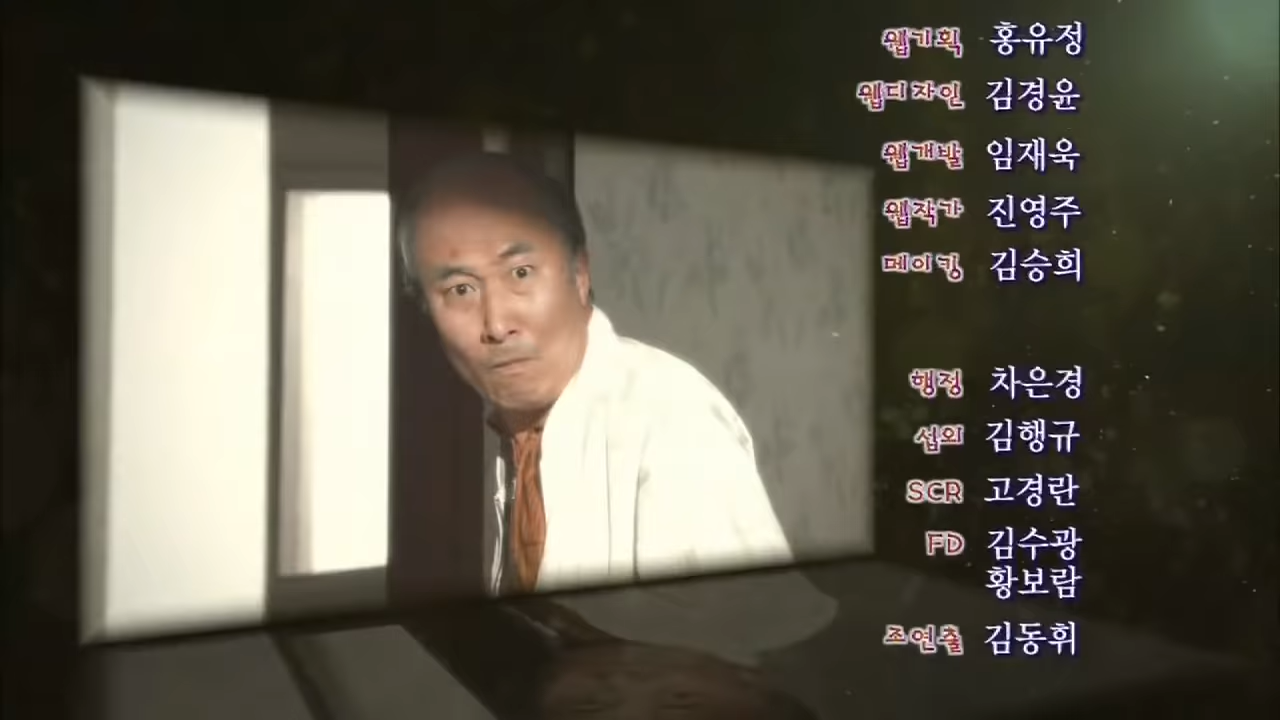 웹기획 홍유정
웹디자인 김경윤
웹개발 임재욱
웹작가 진영주
메이킹 김승희
행정 차은경
섭외 김행규
SCR 고경란
FD 김수광
황보람
조연출 김동휘